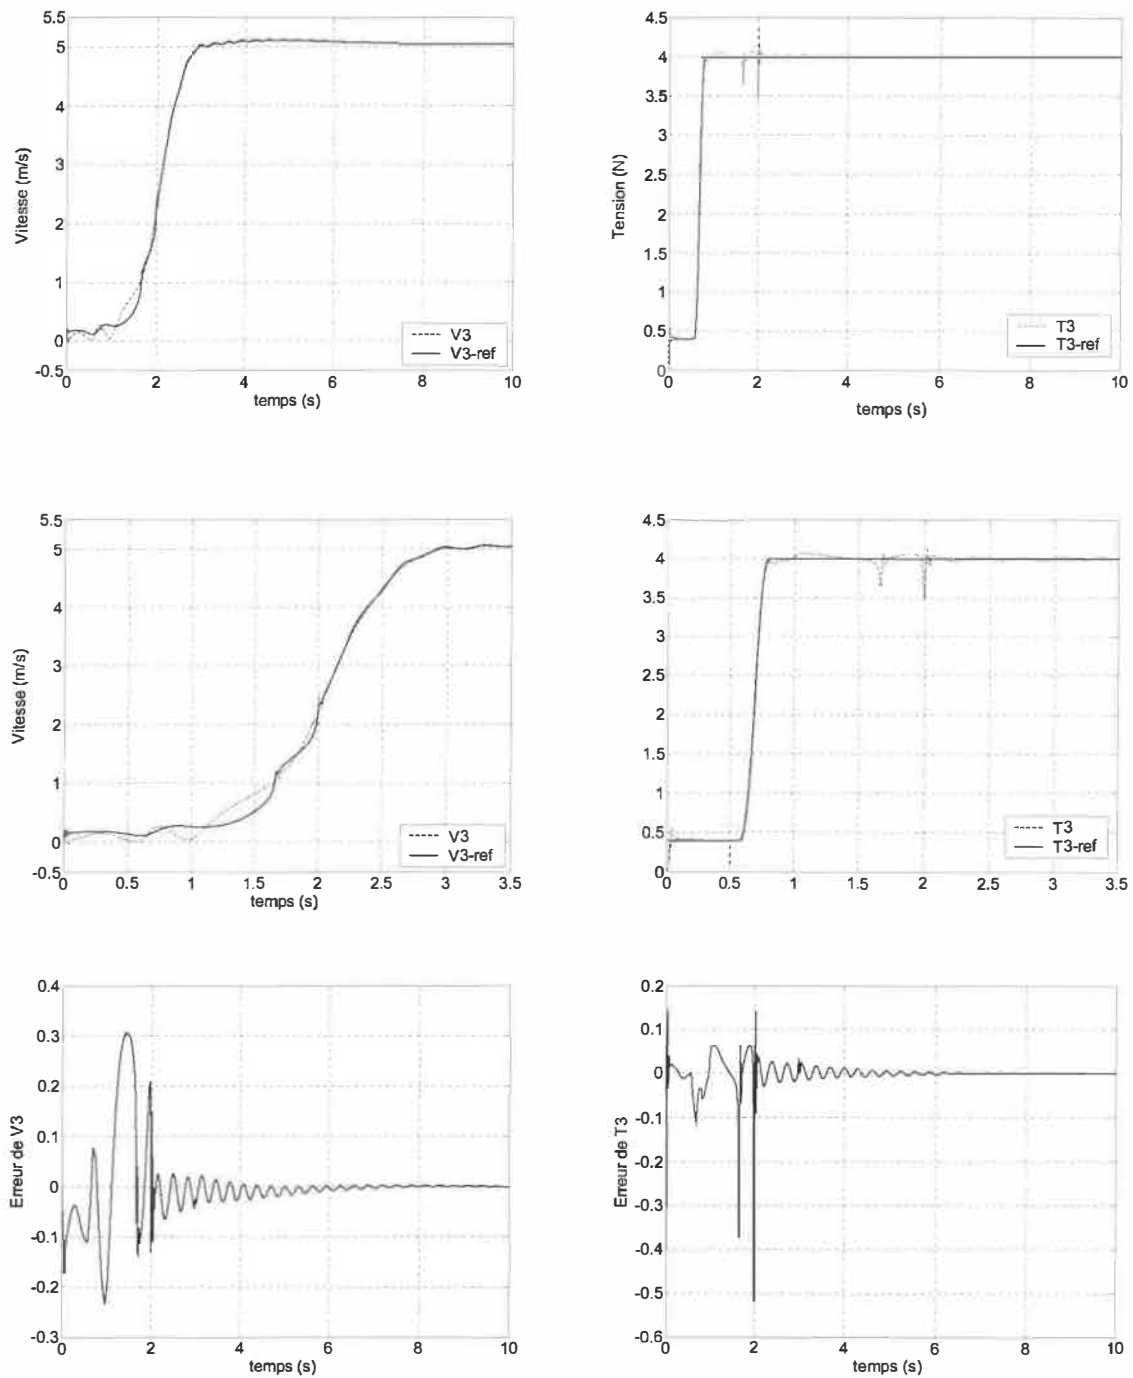 5.5
5
4
3
2
1
0
-0.5
Vitesse (m/s)
0 2 4 6 8 10
temps (s)
V3
V3-ref
4.5
4
3.5
3
2.5
2
1.5
1
0.5
0
Tension (N)
0 2 4 6 8 10
temps (s)
T3
T3-ref
5.5
5
4
3
2
1
0
-0.5
Vitesse (m/s)
0 0.5 1 1.5 2 2.5 3 3.5
temps (s)
V3
V3-ref
4.5
4
3.5
3
2.5
2
1.5
1
0.5
0
0 0.5 1 1.5 2 2.5 3 3.5
T3
T3-ref
0.4
0.3
0.2
0.1
0
-0.1
-0.2
-0.3
Erreur de V3
0 2 4 6 8 10
temps (s)
0.2
0.1
0
-0.1
-0.2
-0.3
-0.4
-0.5
-0.6
Erreur de T3
0 2 4 6 8 10
temps (s)